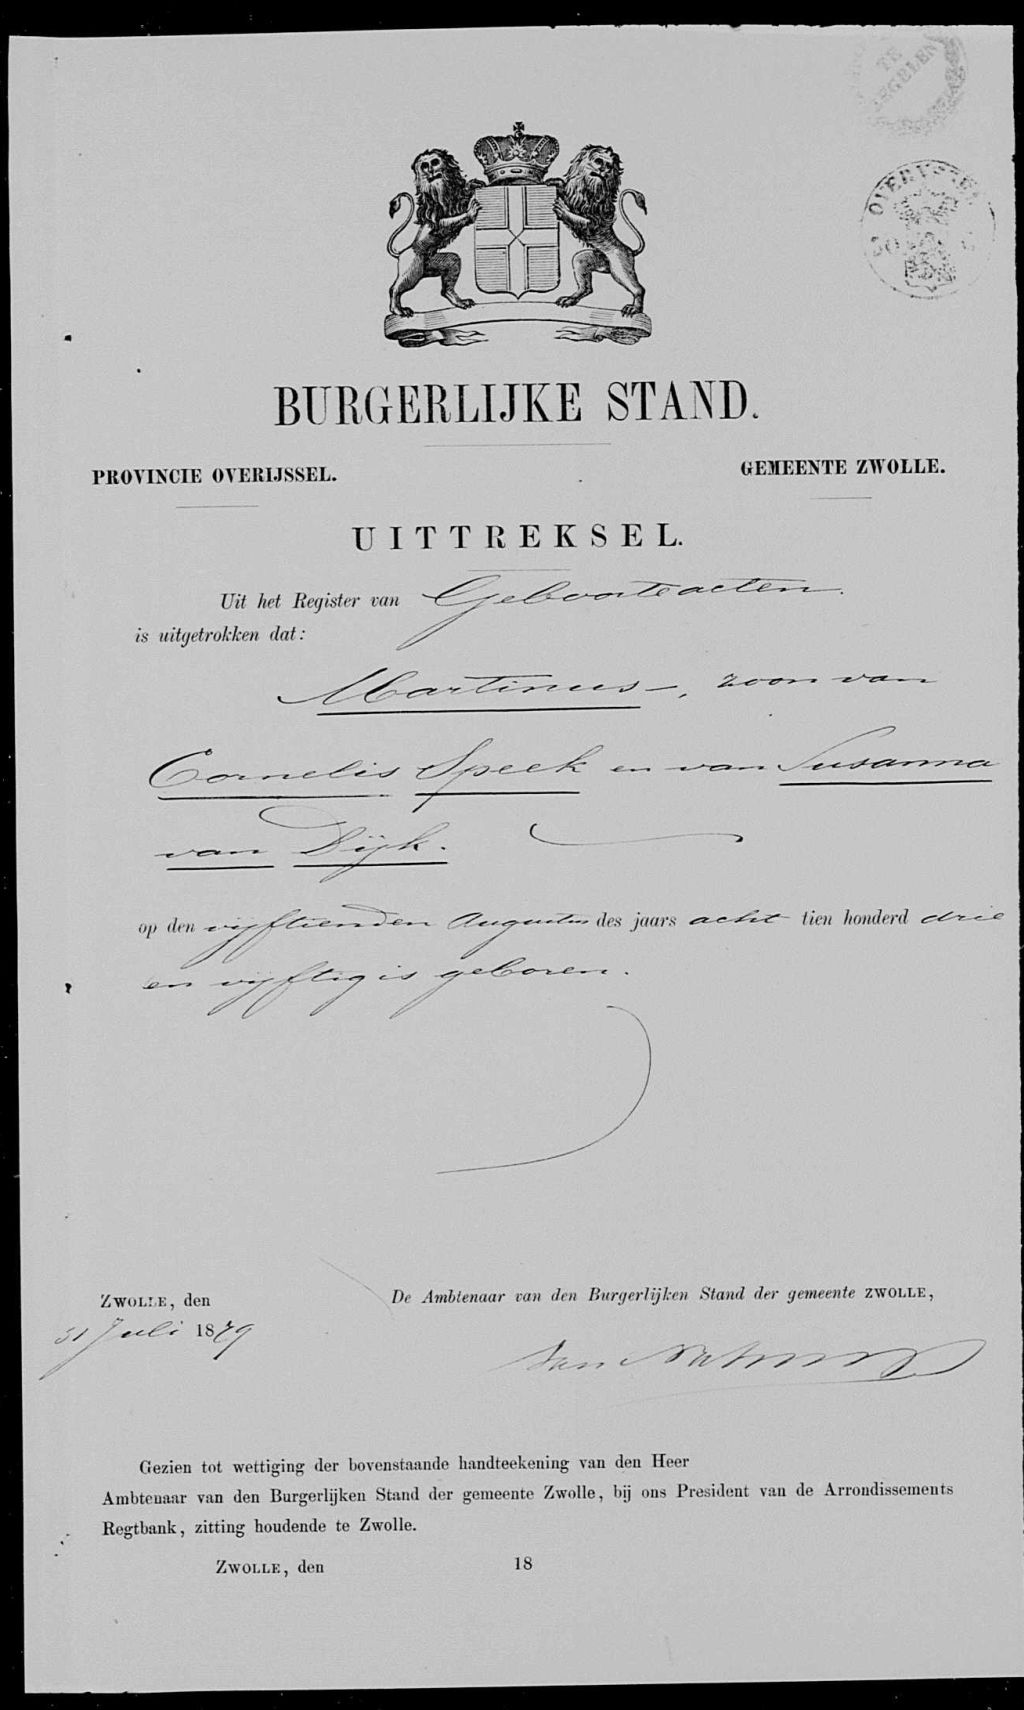 TE
OVERYSSEL
BURGERLIJKE STAND.
PROVINCIE OVERIJSSEL.
GEMEENTE ZWOLLE.
UITTREKSEL.
Uit het Register van Geboorteacten.
is uitgetrokken dat:
Martinus, zoon van
Cornelis Speek en van Susanna
van Dijk.
op den vijftienden Augustus des jaars acht tien honderd drie
en vijftig is geboren.
ZWOLLE, den
De Ambtenaar van den Burgerlijken Stand der gemeente ZWOLLE,
31 Juli 1879
Gezien tot wettiging der bovenstaande handteekening van den Heer
Ambtenaar van den Burgerlijken Stand der gemeente Zwolle, bij ons President van de Arrondissements
Regtbank, zitting houdende te Zwolle.
ZWOLLE, den 18